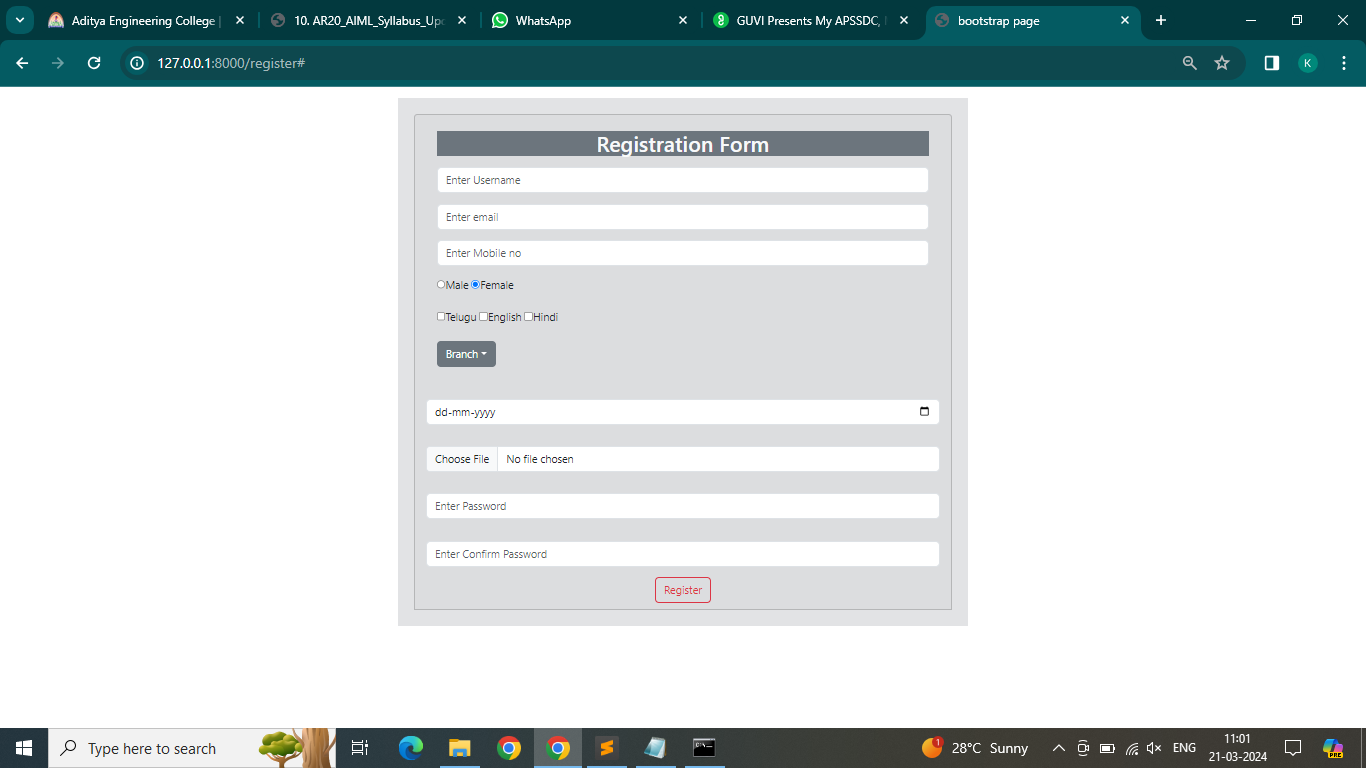 Aditya Engineering College |
10. AR20_AIML_Syllabus_Upd
WhatsApp
GUVI Presents My APSSDC,
bootstrap page
127.0.0.1:8000/register#
K
Registration Form
Enter Username
Enter email
Enter Mobile no
Male Female
Telugu English Hindi
Branch
dd-mm-yyyy
Choose File No file chosen
Enter Password
Enter Confirm Password
Register
Type here to search
1
28°C Sunny
ENG
11:01
21-03-2024
PRE